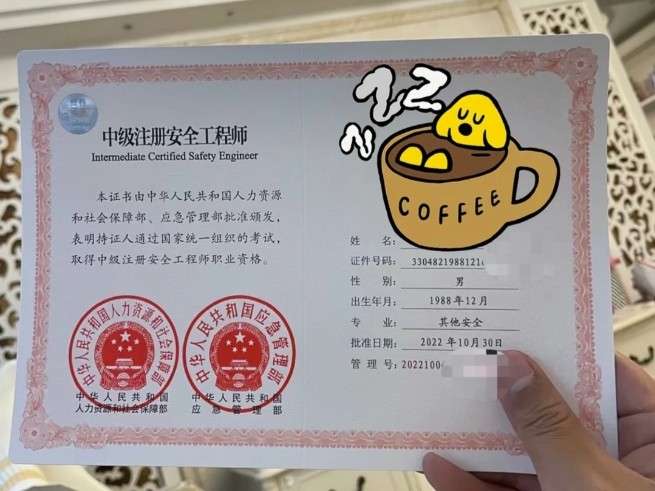 中级注册安全工程师
Intermediate Certified Safety Engineer
本证书由中华人民共和国人力资源
和社会保障部、应急管理部批准颁发，
表明持证人通过国家统一组织的考试，
取得中级注册安全工程师职业资格。
中华人民共和国人力资源和社会保障部
中华人民共和国应急管理部
中华人民共和国
人力资源和社会保障部
中华人民共和国
应急管理部
ZZZ
COFFEE
姓 名：
证件号码：3304821988121
性 别：男
出生年月：1988年12月
专 业：其他安全
批准日期：2022年10月30日
管 理 号：2022100